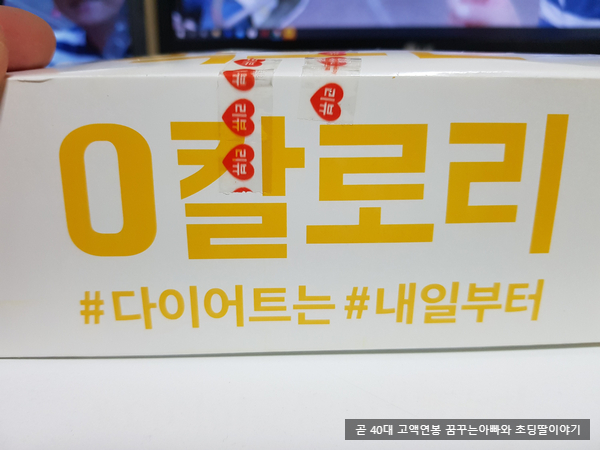 0칼로리
#다이어트는 #내일부터
곧 40대 고액연봉 꿈꾸는아빠와 초딩딸이야기